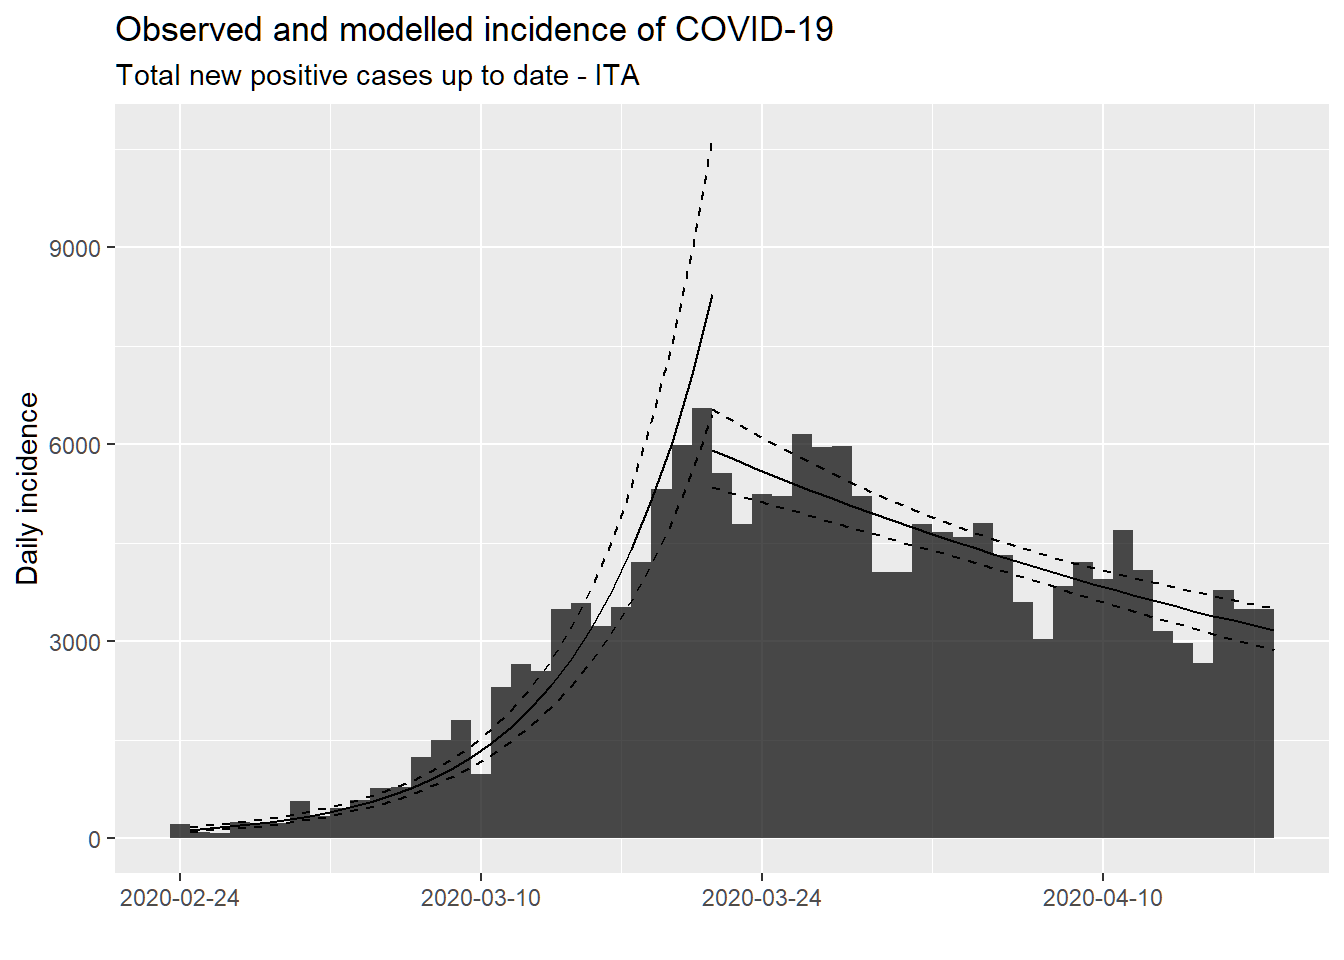 Observed and modelled incidence of COVID-19
Total new positive cases up to date - ITA
Daily incidence
9000
6000
3000
0
2020-02-24
2020-03-10
2020-03-24
2020-04-10